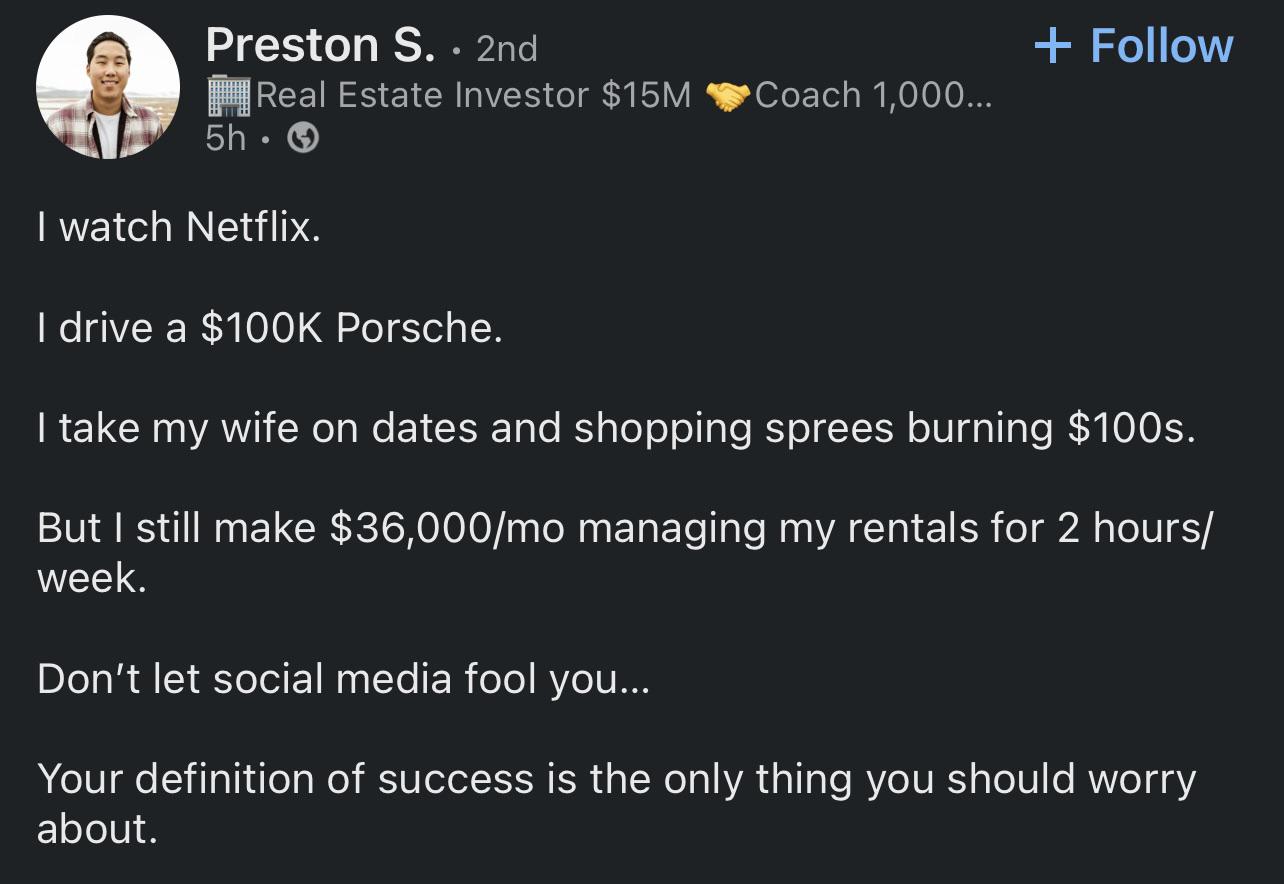 Preston S. · 2nd
+ Follow
🏢Real Estate Investor $15M 🤝Coach 1,000...
5h ·
I watch Netflix.
I drive a $100K Porsche.
I take my wife on dates and shopping sprees burning $100s.
But I still make $36,000/mo managing my rentals for 2 hours/
week.
Don’t let social media fool you...
Your definition of success is the only thing you should worry
about.